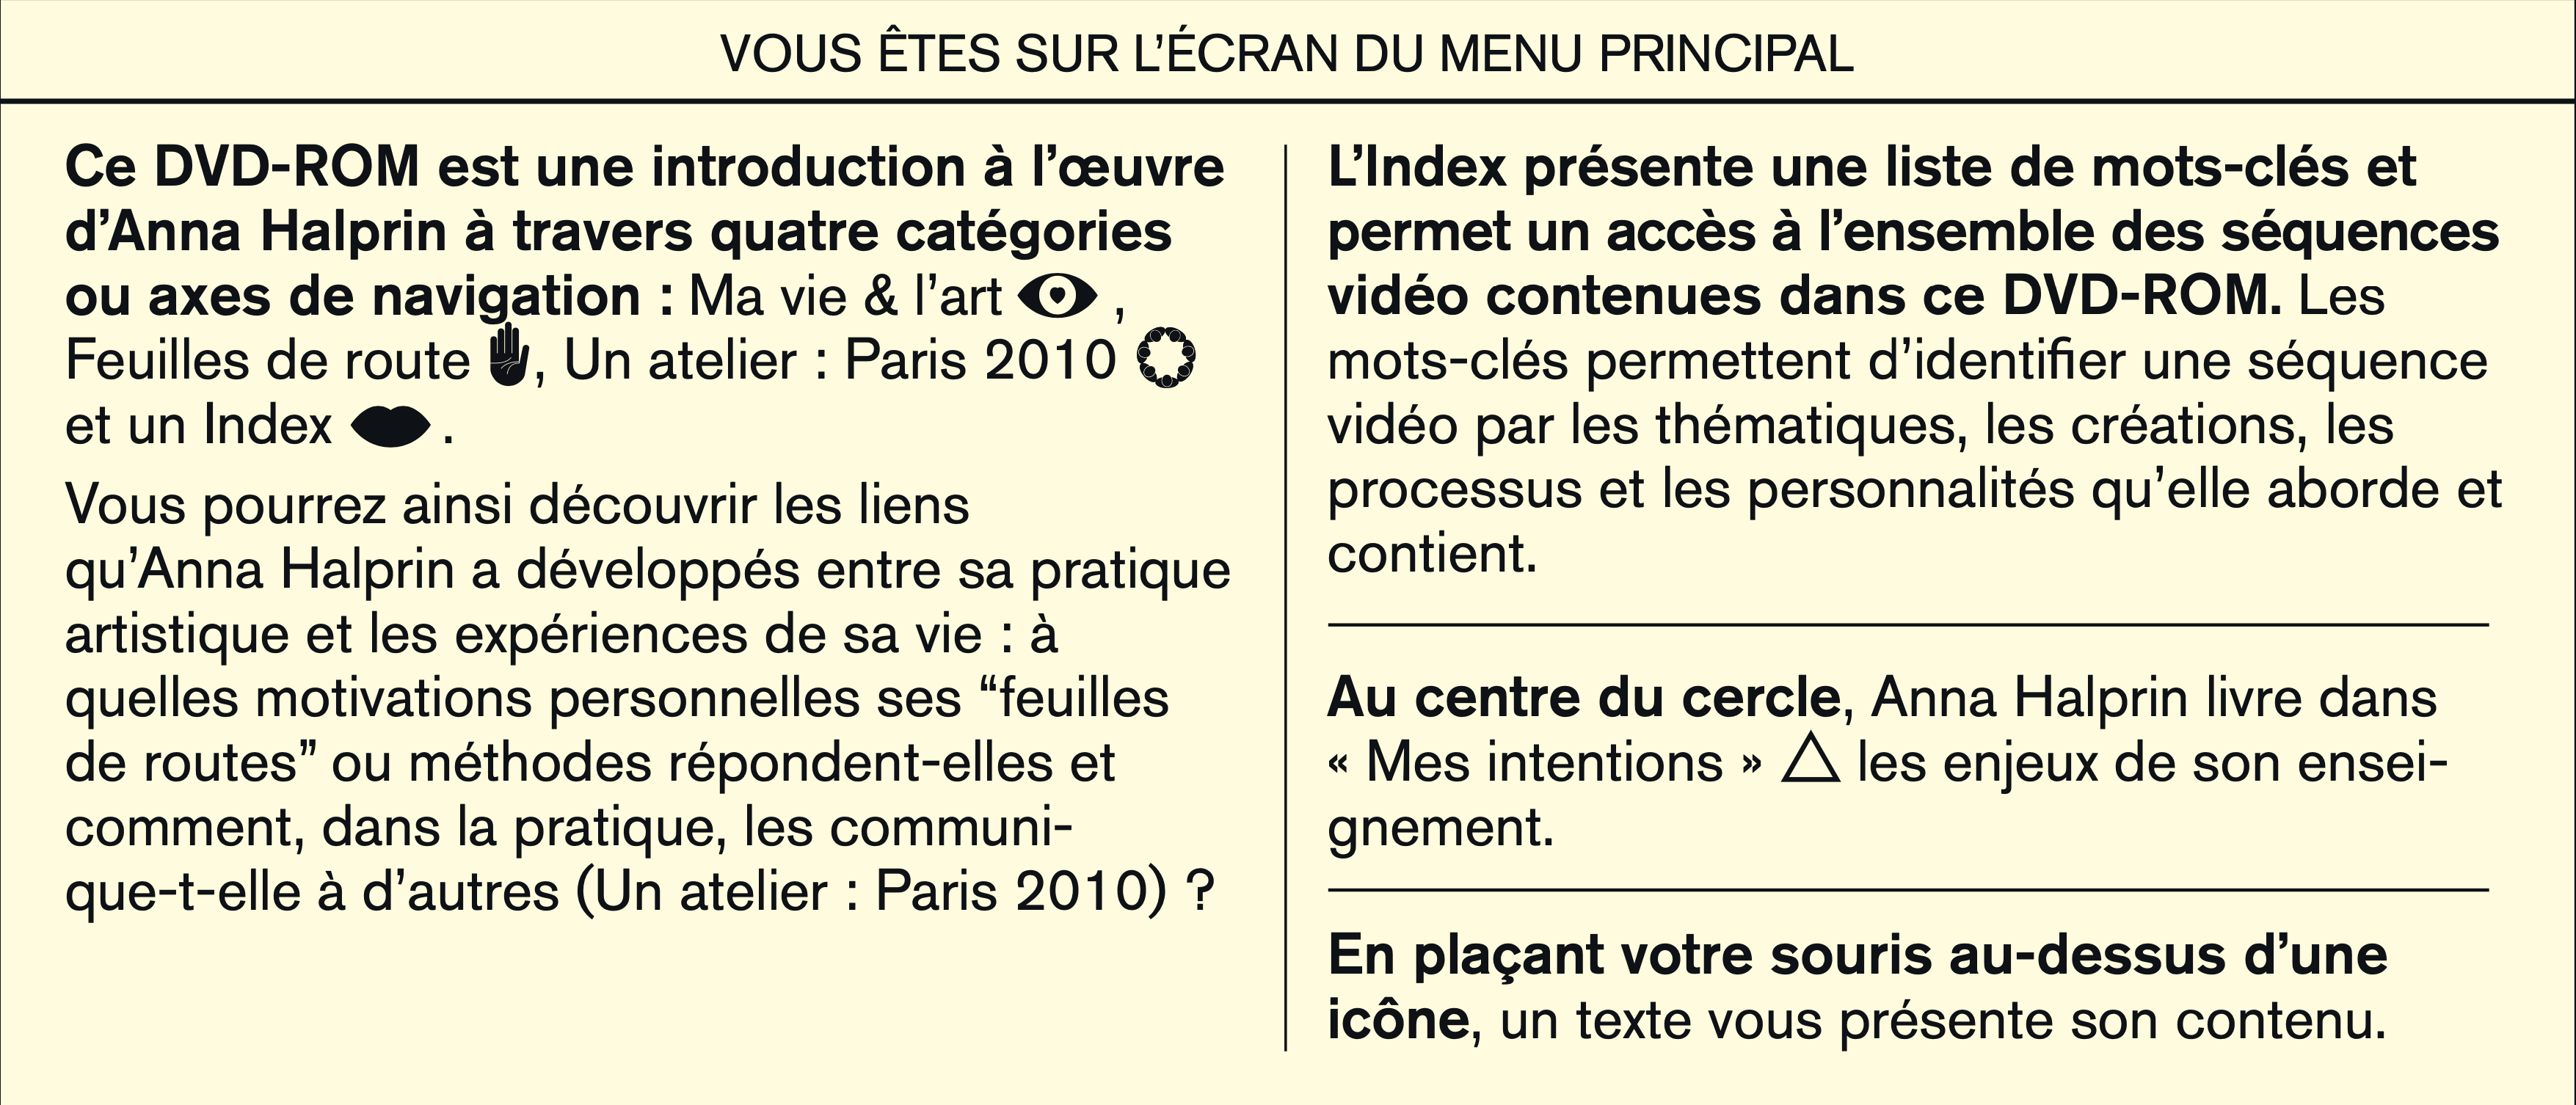 VOUS ÊTES SUR L’ÉCRAN DU MENU PRINCIPAL
Ce DVD-ROM est une introduction à l’œuvre
d’Anna Halprin à travers quatre catégories
ou axes de navigation : Ma vie & l’art ,
Feuilles de route , Un atelier : Paris 2010
et un Index .
Vous pourrez ainsi découvrir les liens
qu’Anna Halprin a développés entre sa pratique
artistique et les expériences de sa vie : à
quelles motivations personnelles ses “feuilles
de routes” ou méthodes répondent-elles et
comment, dans la pratique, les communi-
que-t-elle à d’autres (Un atelier : Paris 2010) ?
L’Index présente une liste de mots-clés et
permet un accès à l’ensemble des séquences
vidéo contenues dans ce DVD-ROM. Les
mots-clés permettent d’identifier une séquence
vidéo par les thématiques, les créations, les
processus et les personnalités qu’elle aborde et
contient.
Au centre du cercle, Anna Halprin livre dans
« Mes intentions » les enjeux de son ensei-
gnement.
En plaçant votre souris au-dessus d’une
icône, un texte vous présente son contenu.